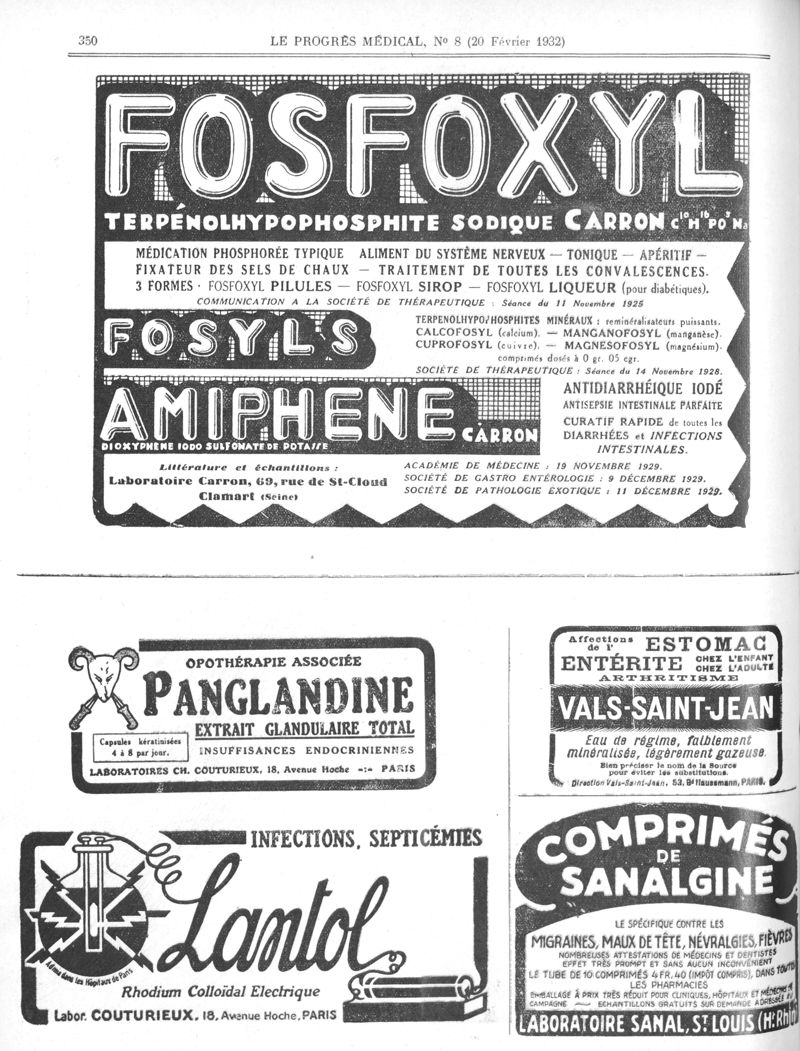 350
LE PROGRÈS MÉDICAL, No 8 (20 Février 1932)
FOSFOXYL
TERPÉNOLHYPOPHOSPHITE SODIQUE CARRON C10H16PO3Na
MÉDICATION PHOSPHORÉE TYPIQUE ALIMENT DU SYSTÈME NERVEUX — TONIQUE — APÉRITIF —
FIXATEUR DES SELS DE CHAUX — TRAITEMENT DE TOUTES LES CONVALESCENCES.
3 FORMES · FOSFOXYL PILULES — FOSFOXYL SIROP — FOSFOXYL LIQUEUR (pour diabétiques).
COMMUNICATION A LA SOCIÉTÉ DE THÉRAPEUTIQUE : Séance du 11 Novembre 1925
FOSYLS
TERPENOLHYPOPHOSPHITES MINÉRAUX : reminéralisateurs puissants.
CALCOFOSYL (calcium). — MANGANOFOSYL (manganèse).
CUPROFOSYL (cuivre). — MAGNESOFOSYL (magnésium).
comprimés dosés à 0 gr. 05 cgr.
SOCIÉTÉ DE THÉRAPEUTIQUE : Séance du 14 Novembre 1928.
AMIPHENE CARRON
DIOXYPHENE IODO SULFONATE DE POTASSE
ANTIDIARRHÉIQUE IODÉ
ANTISEPSIE INTESTINALE PARFAITE
CURATIF RAPIDE de toutes les
DIARRHÉES et INFECTIONS
INTESTINALES.
Littérature et échantillons :
Laboratoire Carron, 69, rue de St-Cloud
Clamart (Seine)
ACADÉMIE DE MÉDECINE : 19 NOVEMBRE 1929.
SOCIÉTÉ DE GASTRO ENTÉROLOGIE : 9 DÉCEMBRE 1929.
SOCIÉTÉ DE PATHOLOGIE EXOTIQUE : 11 DÉCEMBRE 1929.
OPOTHÉRAPIE ASSOCIÉE
PANGLANDINE
EXTRAIT GLANDULAIRE TOTAL
Capsules kératinisées
4 à 8 par jour.
INSUFFISANCES ENDOCRINIENNES
LABORATOIRES CH. COUTURIEUX, 18, Avenue Hoche -:- PARIS
INFECTIONS, SEPTICÉMIES
Lantol
Admis dans les Hôpitaux de Paris
Rhodium Colloïdal Electrique
Labor. COUTURIEUX, 18, Avenue Hoche, PARIS
Affections de l' ESTOMAC
ENTÉRITE CHEZ L'ENFANT
CHEZ L'ADULTE
ARTHRITISME
VALS-SAINT-JEAN
Eau de régime, faiblement
minéralisée, légèrement gazeuse.
Bien préciser le nom de la Source
pour éviter les substitutions.
Direction Vals-Saint-Jean, 53, Bd Haussmann, PARIS.
COMPRIMÉS
DE
SANALGINE
LE SPÉCIFIQUE CONTRE LES
MIGRAINES, MAUX DE TÊTE, NÉVRALGIES, FIÈVRES
NOMBREUSES ATTESTATIONS DE MÉDECINS ET DENTISTES
EFFET TRÈS PROMPT ET SANS AUCUN INCONVÉNIENT
LE TUBE DE 10 COMPRIMÉS 4 FR. 40 (IMPÔT COMPRIS), DANS TOUTES
LES PHARMACIES
EMBALLAGE À PRIX TRÈS RÉDUIT POUR CLINIQUES, HÔPITAUX ET MÉDECINS
CAMPAGNE — ECHANTILLONS GRATUITS SUR DEMANDE ADRESSÉE AU
LABORATOIRE SANAL, ST LOUIS (Ht Rhin)